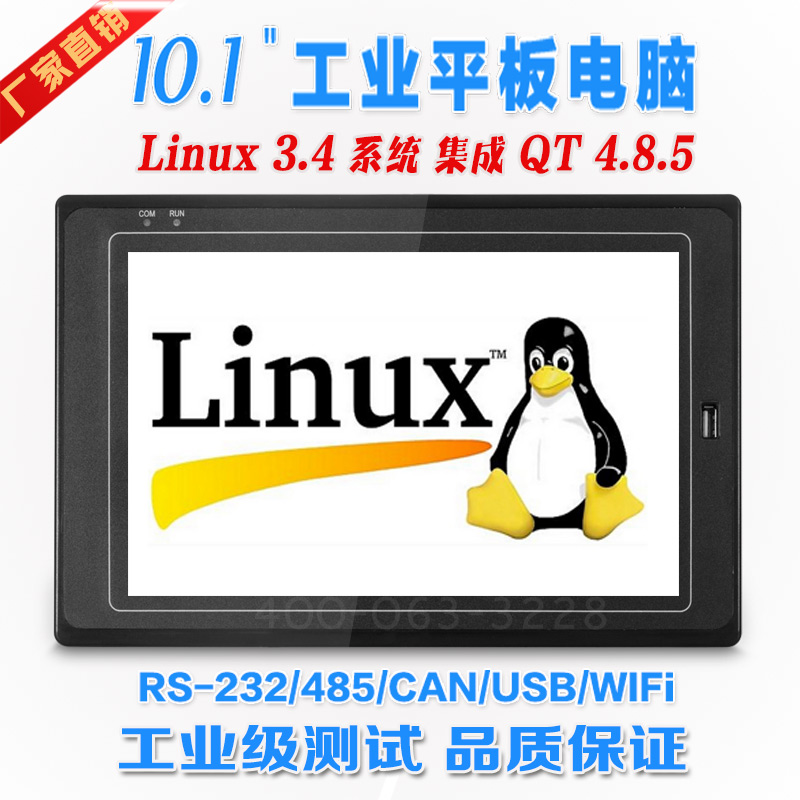 厂家直销
10.1"工业平板电脑
Linux 3.4 系统 集成 QT 4.8.5
COM RUN
Linux™
400-063-3228
RS-232/485/CAN/USB/WIFi
工业级测试 品质保证